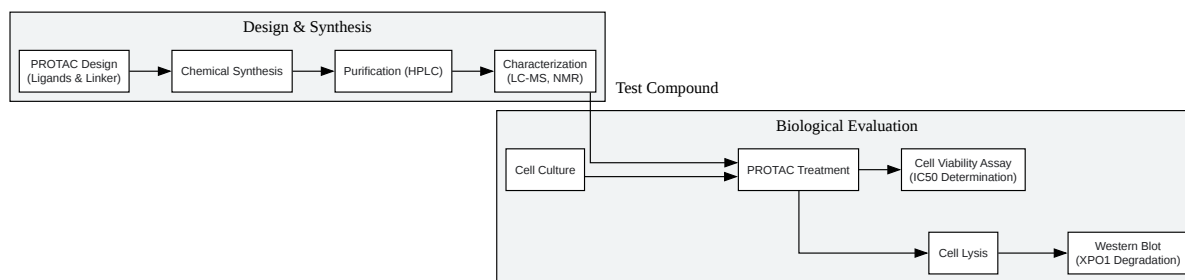 Design & Synthesis
PROTAC Design
(Ligands & Linker)
Chemical Synthesis
Purification (HPLC)
Characterization
(LC-MS, NMR)
Test Compound
Biological Evaluation
Cell Culture
PROTAC Treatment
Cell Viability Assay
(IC50 Determination)
Cell Lysis
Western Blot
(XPO1 Degradation)